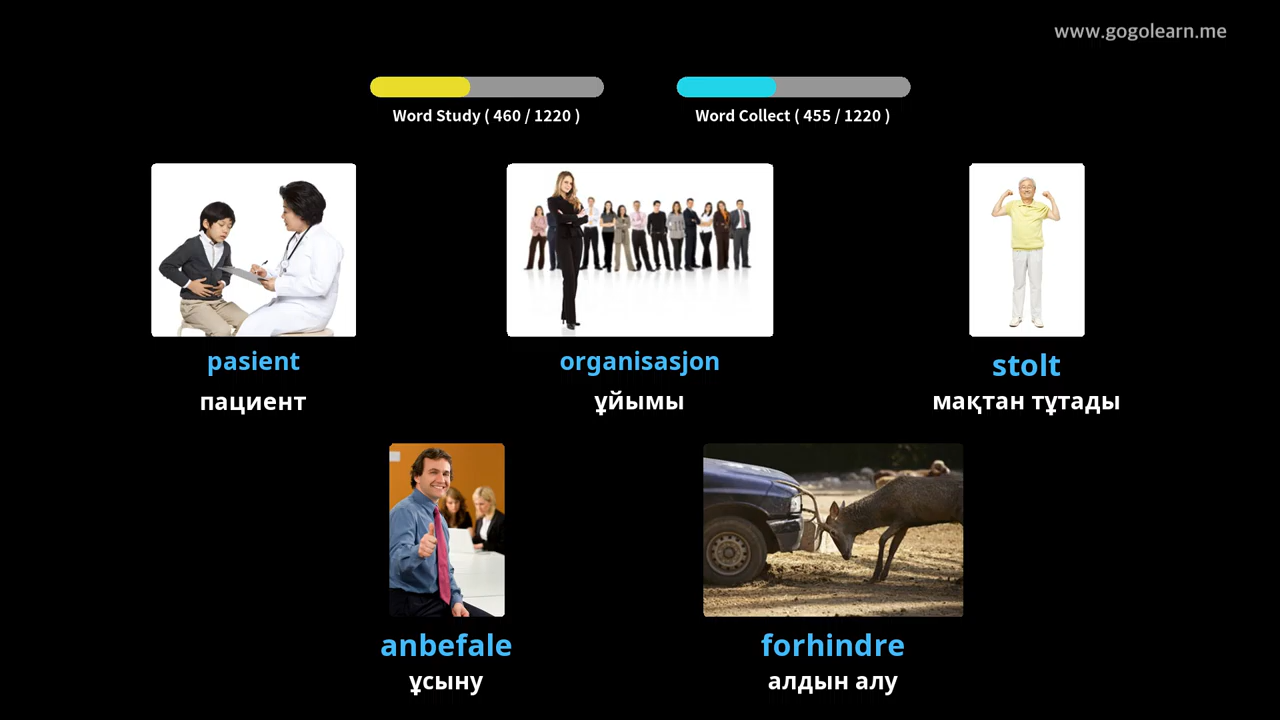 www.gogolearn.me
Word Study ( 460 / 1220 )
Word Collect ( 455 / 1220 )
pasient
organisasjon
stolt
пациент
ұйымы
мақтан тұтады
anbefale
forhindre
ұсыну
алдын алу